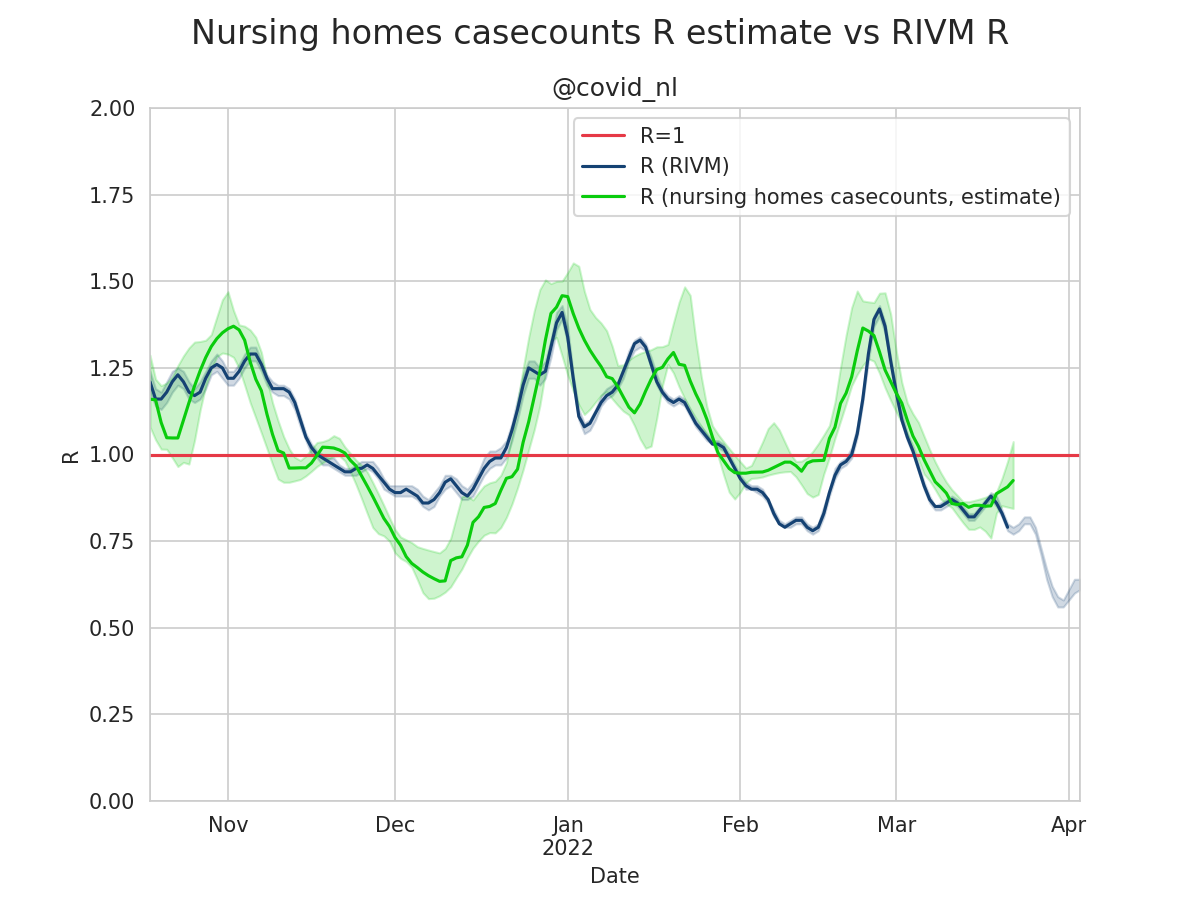 Nursing homes casecounts R estimate vs RIVM R
@covid_nl
R=1
R (RIVM)
R (nursing homes casecounts, estimate)
2.00
1.75
1.50
1.25
1.00
0.75
0.50
0.25
0.00
R
Nov
Dec
Jan
2022
Feb
Mar
Apr
Date